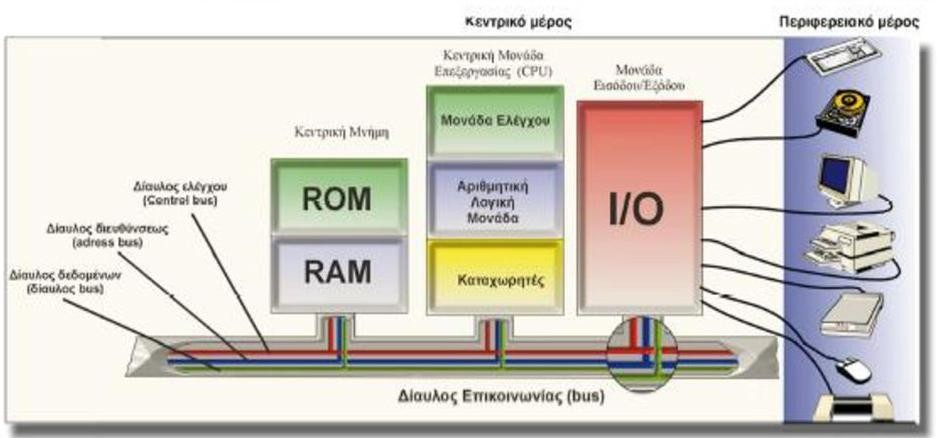 κεντρικό μέρος
Περιφερειακό μέρος
Κεντρική Μονάδα
Επεξεργασίας (CPU)
Μονάδα
Εισόδου/Εξόδου
Κεντρική Μνήμη
Μονάδα Ελέγχου
ROM
Αριθμητική
Λογική
Μονάδα
I/O
RAM
Καταχωρητές
Δίαυλος ελέγχου
(Centrel bus)
Δίαυλος διευθύνσεως
(adress bus)
Δίαυλος δεδομένων
(δίαυλος bus)
Δίαυλος Επικοινωνίας (bus)